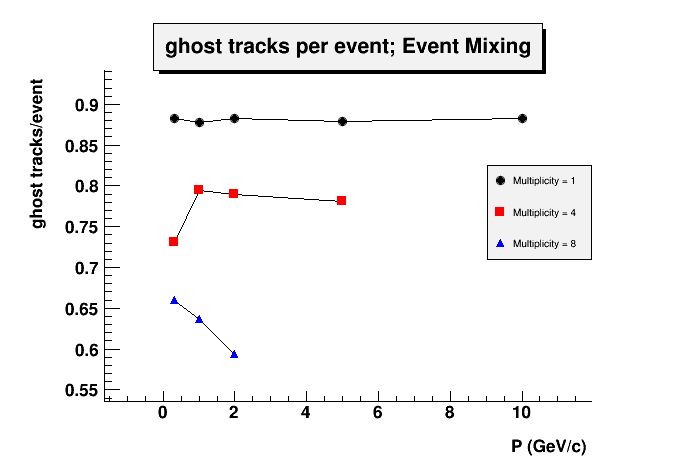 ghost tracks per event; Event Mixing
ghost tracks/event
0.9
0.85
0.8
0.75
0.7
0.65
0.6
0.55
Multiplicity = 1
Multiplicity = 4
Multiplicity = 8
0 2 4 6 8 10
P (GeV/c)